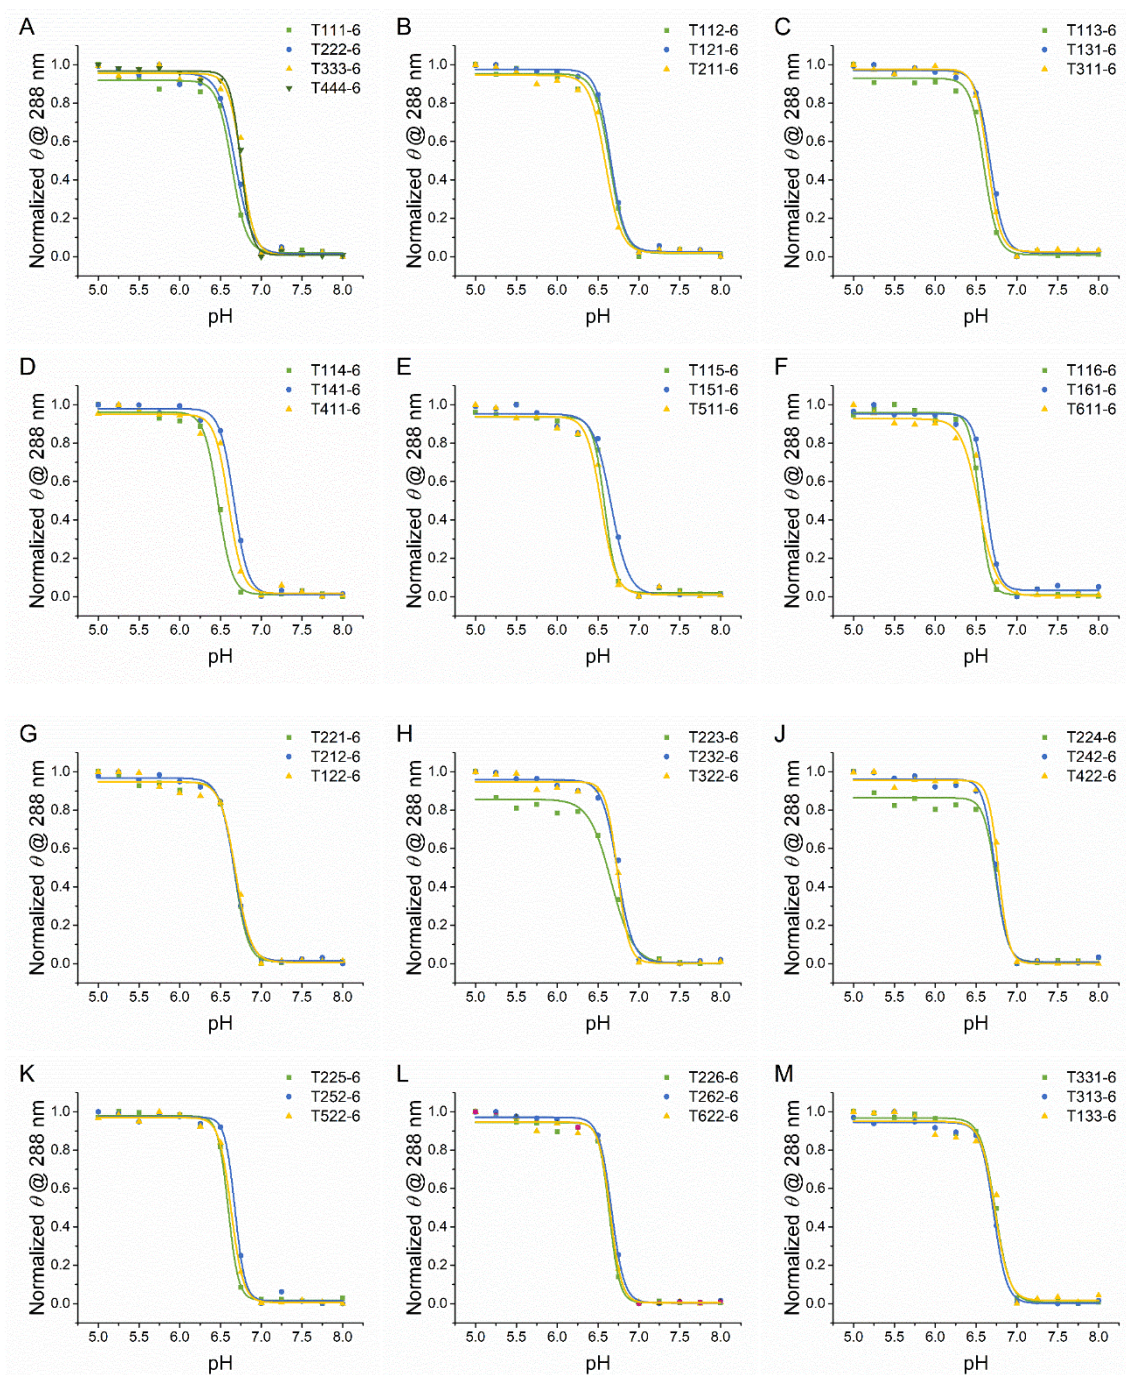 A
T111-6
T222-6
T333-6
T444-6
Normalized θ @ 288 nm
1.0
0.8
0.6
0.4
0.2
0.0
5.0 5.5 6.0 6.5 7.0 7.5 8.0
pH
B
T112-6
T121-6
T211-6
Normalized θ @ 288 nm
1.0
0.8
0.6
0.4
0.2
0.0
5.0 5.5 6.0 6.5 7.0 7.5 8.0
pH
C
T113-6
T131-6
T311-6
Normalized θ @ 288 nm
1.0
0.8
0.6
0.4
0.2
0.0
5.0 5.5 6.0 6.5 7.0 7.5 8.0
pH
D
T114-6
T141-6
T411-6
Normalized θ @ 288 nm
1.0
0.8
0.6
0.4
0.2
0.0
5.0 5.5 6.0 6.5 7.0 7.5 8.0
pH
E
T115-6
T151-6
T511-6
Normalized θ @ 288 nm
1.0
0.8
0.6
0.4
0.2
0.0
5.0 5.5 6.0 6.5 7.0 7.5 8.0
pH
F
T116-6
T161-6
T611-6
Normalized θ @ 288 nm
1.0
0.8
0.6
0.4
0.2
0.0
5.0 5.5 6.0 6.5 7.0 7.5 8.0
pH
G
T221-6
T212-6
T122-6
Normalized θ @ 288 nm
1.0
0.8
0.6
0.4
0.2
0.0
5.0 5.5 6.0 6.5 7.0 7.5 8.0
pH
H
T223-6
T232-6
T322-6
Normalized θ @ 288 nm
1.0
0.8
0.6
0.4
0.2
0.0
5.0 5.5 6.0 6.5 7.0 7.5 8.0
pH
J
T224-6
T242-6
T422-6
Normalized θ @ 288 nm
1.0
0.8
0.6
0.4
0.2
0.0
5.0 5.5 6.0 6.5 7.0 7.5 8.0
pH
K
T225-6
T252-6
T522-6
Normalized θ @ 288 nm
1.0
0.8
0.6
0.4
0.2
0.0
5.0 5.5 6.0 6.5 7.0 7.5 8.0
pH
L
T226-6
T262-6
T622-6
Normalized θ @ 288 nm
1.0
0.8
0.6
0.4
0.2
0.0
5.0 5.5 6.0 6.5 7.0 7.5 8.0
pH
M
T331-6
T313-6
T133-6
Normalized θ @ 288 nm
1.0
0.8
0.6
0.4
0.2
0.0
5.0 5.5 6.0 6.5 7.0 7.5 8.0
pH